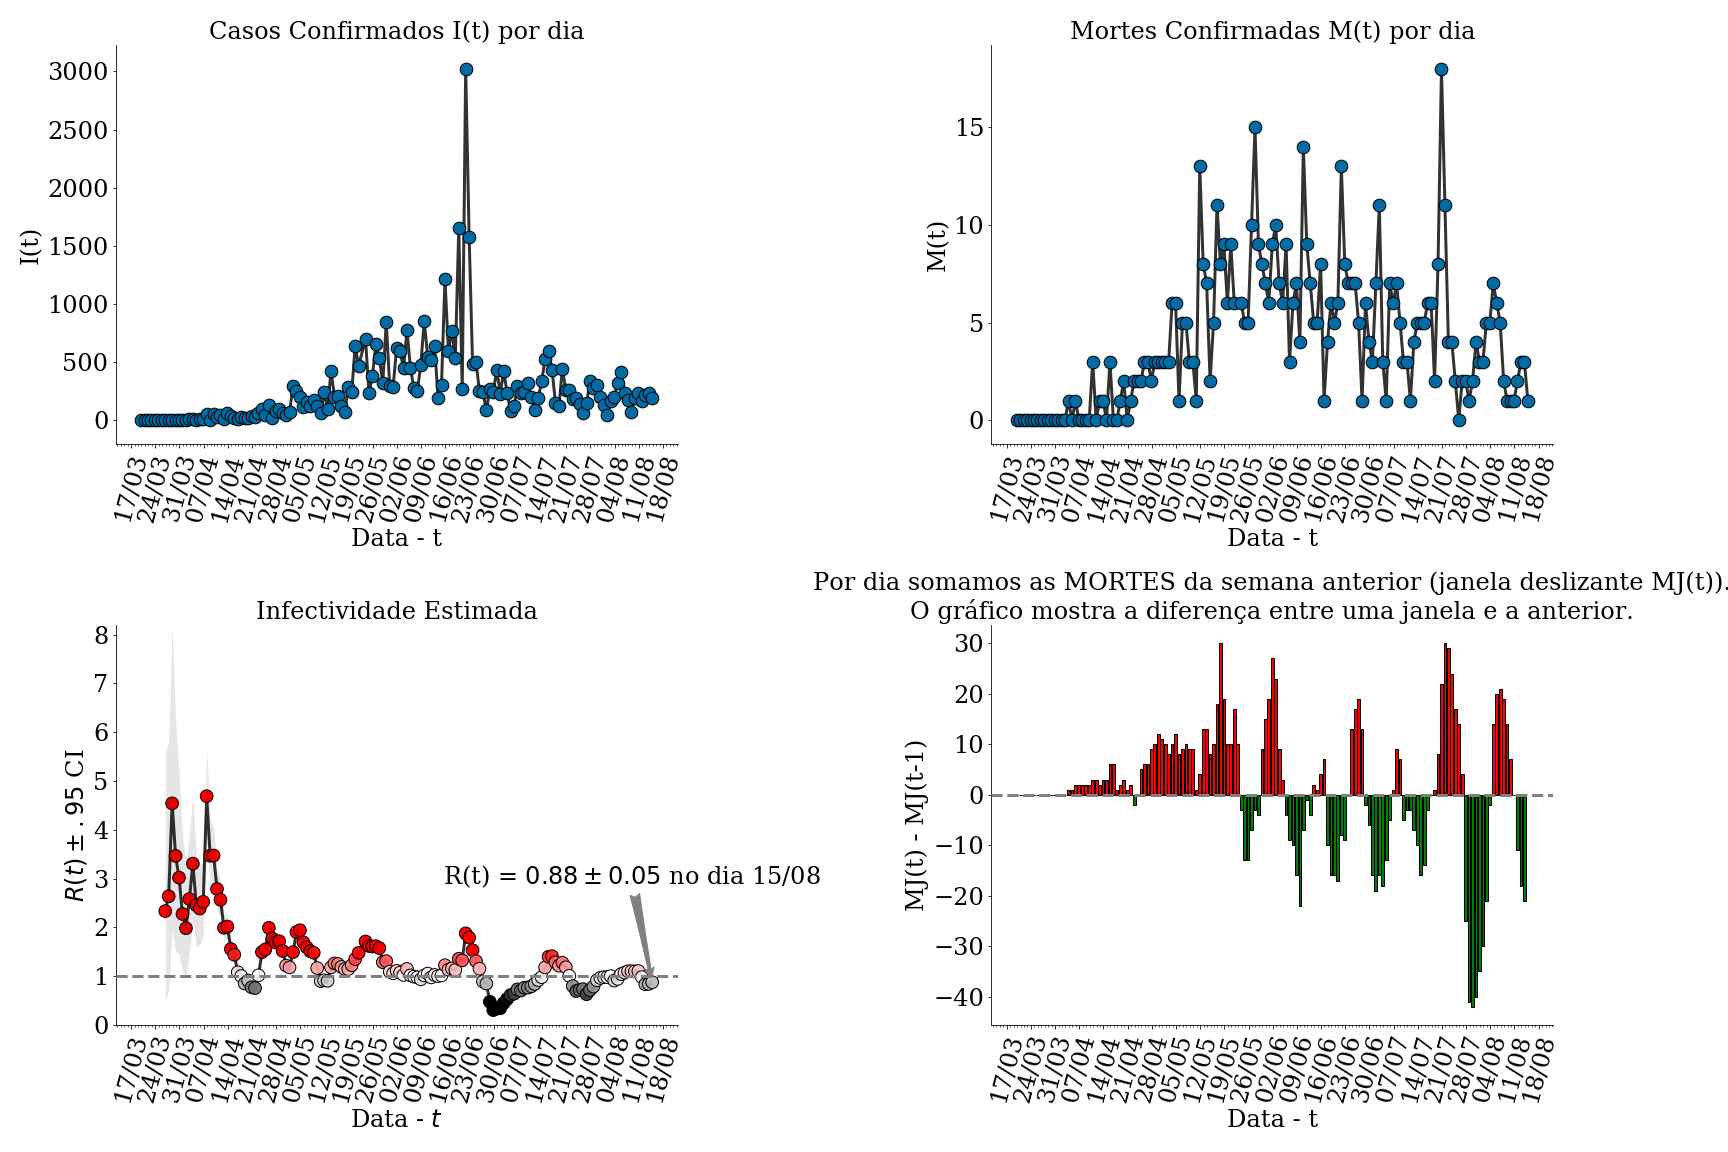 Casos Confirmados I(t) por dia
I(t)
3000
2500
2000
1500
1000
500
0
17/03 24/03 31/03 07/04 14/04 21/04 28/04 05/05 12/05 19/05 26/05 02/06 09/06 16/06 23/06 30/06 07/07 14/07 21/07 28/07 04/08 11/08 18/08
Data - t
Mortes Confirmadas M(t) por dia
M(t)
15
10
5
0
17/03 24/03 31/03 07/04 14/04 21/04 28/04 05/05 12/05 19/05 26/05 02/06 09/06 16/06 23/06 30/06 07/07 14/07 21/07 28/07 04/08 11/08 18/08
Data - t
Infectividade Estimada
R(t) ± .95 CI
8
7
6
5
4
3
2
1
0
R(t) = 0.88 ± 0.05 no dia 15/08
17/03 24/03 31/03 07/04 14/04 21/04 28/04 05/05 12/05 19/05 26/05 02/06 09/06 16/06 23/06 30/06 07/07 14/07 21/07 28/07 04/08 11/08 18/08
Data - t
Por dia somamos as MORTES da semana anterior (janela deslizante MJ(t)).
O gráfico mostra a diferença entre uma janela e a anterior.
MJ(t) - MJ(t-1)
30
20
10
0
−10
−20
−30
−40
17/03 24/03 31/03 07/04 14/04 21/04 28/04 05/05 12/05 19/05 26/05 02/06 09/06 16/06 23/06 30/06 07/07 14/07 21/07 28/07 04/08 11/08 18/08
Data - t